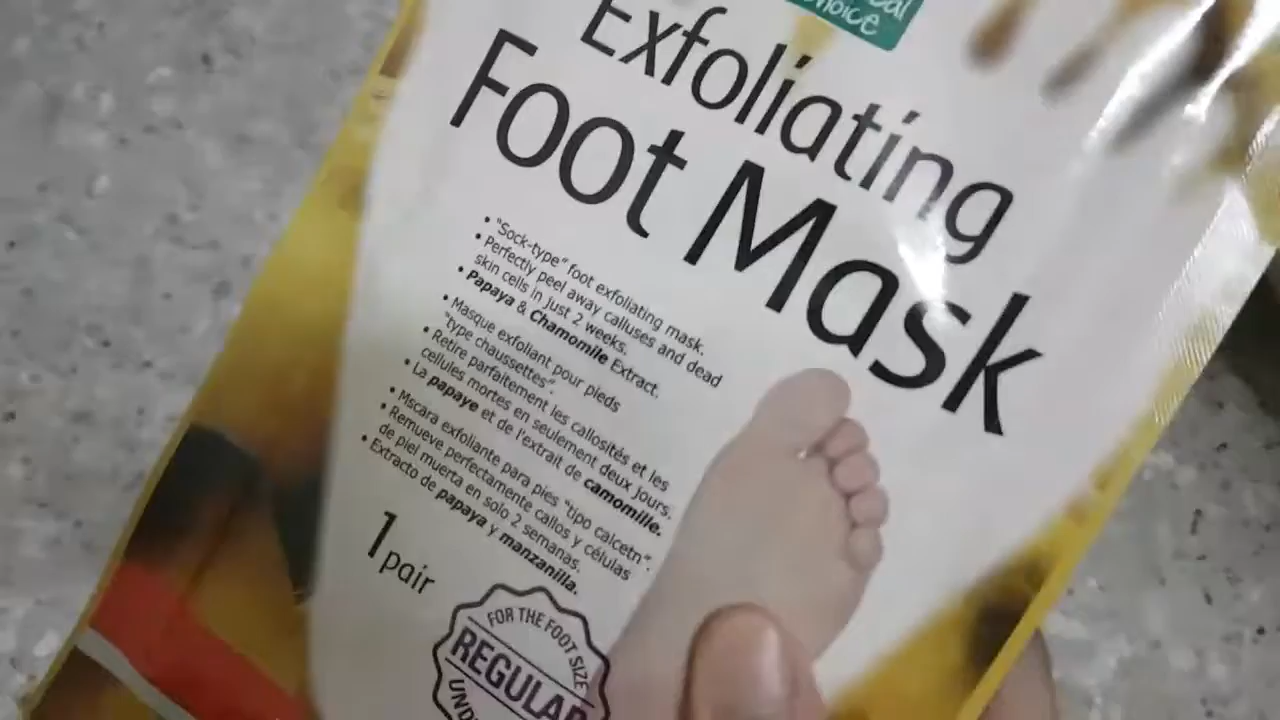 Choice
Exfoliating
Foot Mask
• "Sock-type" foot exfoliating mask.
• Perfectly peel away calluses and dead
skin cells in just 2 weeks.
• Papaya & Chamomile Extract.
• Masque exfoliant pour pieds
"type chaussettes".
• Retire parfaitement les callosités et les
cellules mortes en seulement deux jours.
• La papaye et de l'extrait de camomille.
• Mscara exfoliante para pies "tipo calcetn".
• Remueve perfectamente callos y células
de piel muerta en solo 2 semanas.
• Extracto de papaya y manzanilla.
1 pair
FOR THE FOOT SIZE
REGULAR